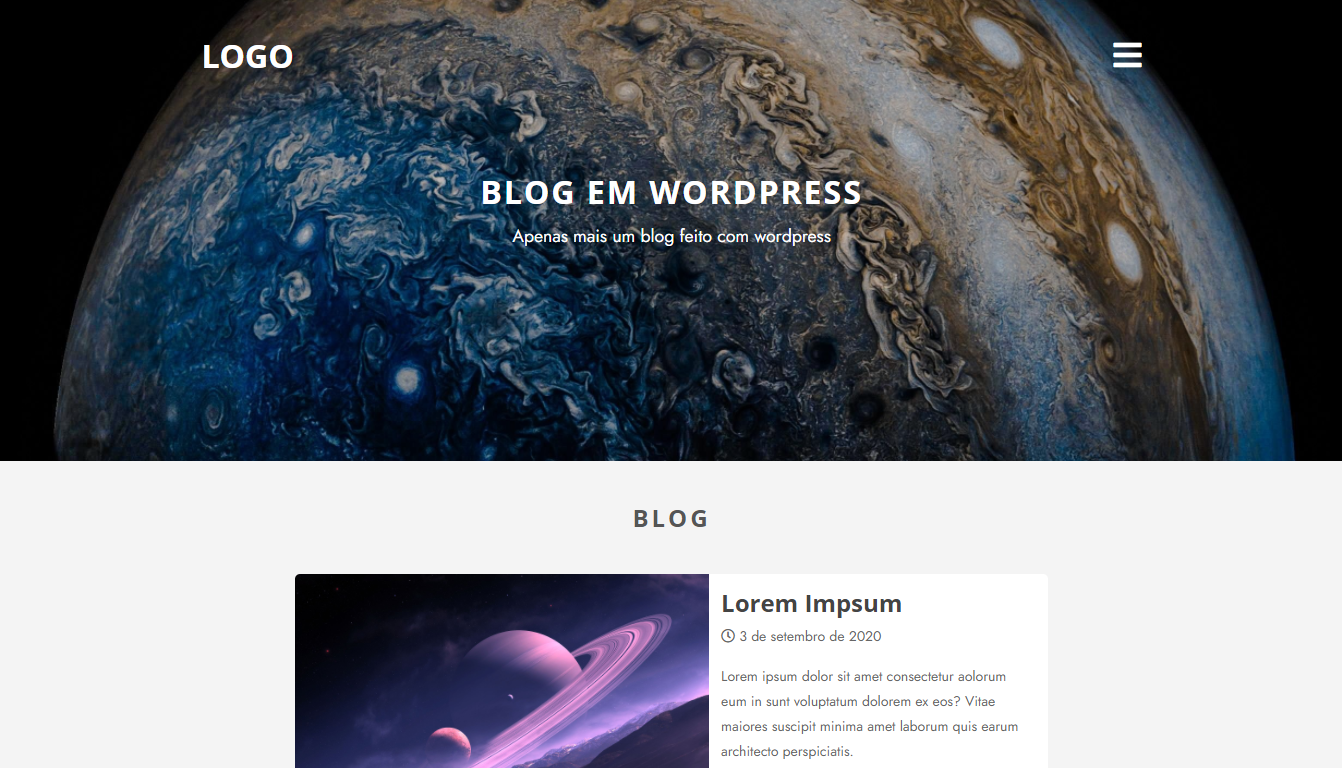 LOGO
BLOG EM WORDPRESS
Apenas mais um blog feito com wordpress
BLOG
Lorem Impsum
3 de setembro de 2020
Lorem ipsum dolor sit amet consectetur aolorum
eum in sunt voluptatum dolorem ex eos? Vitae
maiores suscipit minima amet laborum quis earum
architecto perspiciatis.